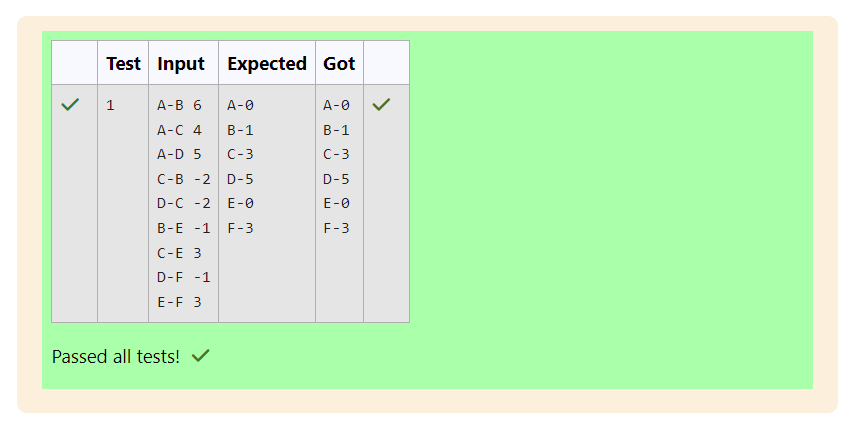 Test Input Expected Got
1 A-B 6 A-0 A-0
A-C 4 B-1 B-1
A-D 5 C-3 C-3
C-B -2 D-5 D-5
D-C -2 E-0 E-0
B-E -1 F-3 F-3
C-E 3
D-F -1
E-F 3
Passed all tests!